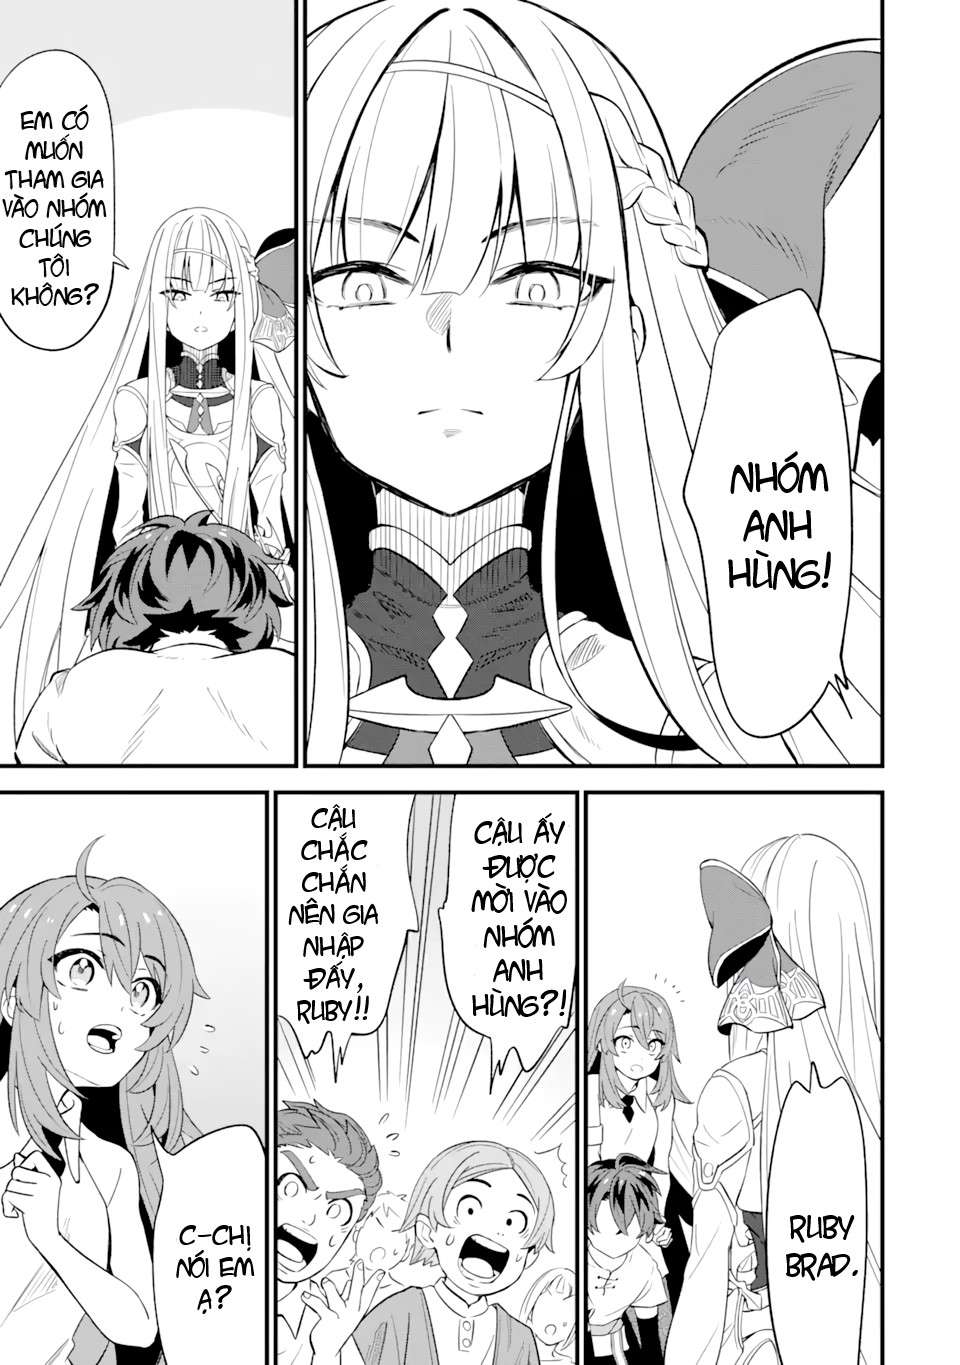 NHÓM
ANH
HÙNG!
EM CÓ
MUỐN
THAM GIA
VÀO NHÓM
CHÚNG
TÔI
KHÔNG?
RUBY
BRAD.
CẬU ẤY
ĐƯỢC
MỜI VÀO
NHÓM
ANH
HÙNG?!
CẬU
CHẮC
CHẮN
NÊN GIA
NHẬP
ĐẤY,
RUBY!!
C-CHỊ
NÓI EM
Ạ?